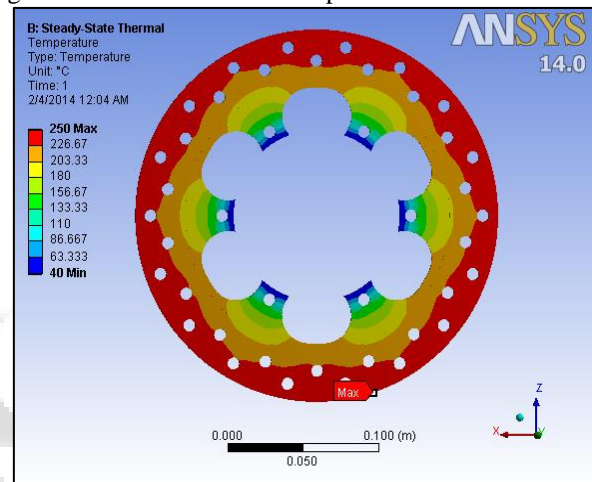 B: Steady-State Thermal
Temperature
Type: Temperature
Unit: °C
Time: 1
2/4/2014 12:04 AM
250 Max
226.67
203.33
180
156.67
133.33
110
86.667
63.333
40 Min
ANSYS
14.0
Max
0.000
0.100 (m)
0.050
Z
X
Y